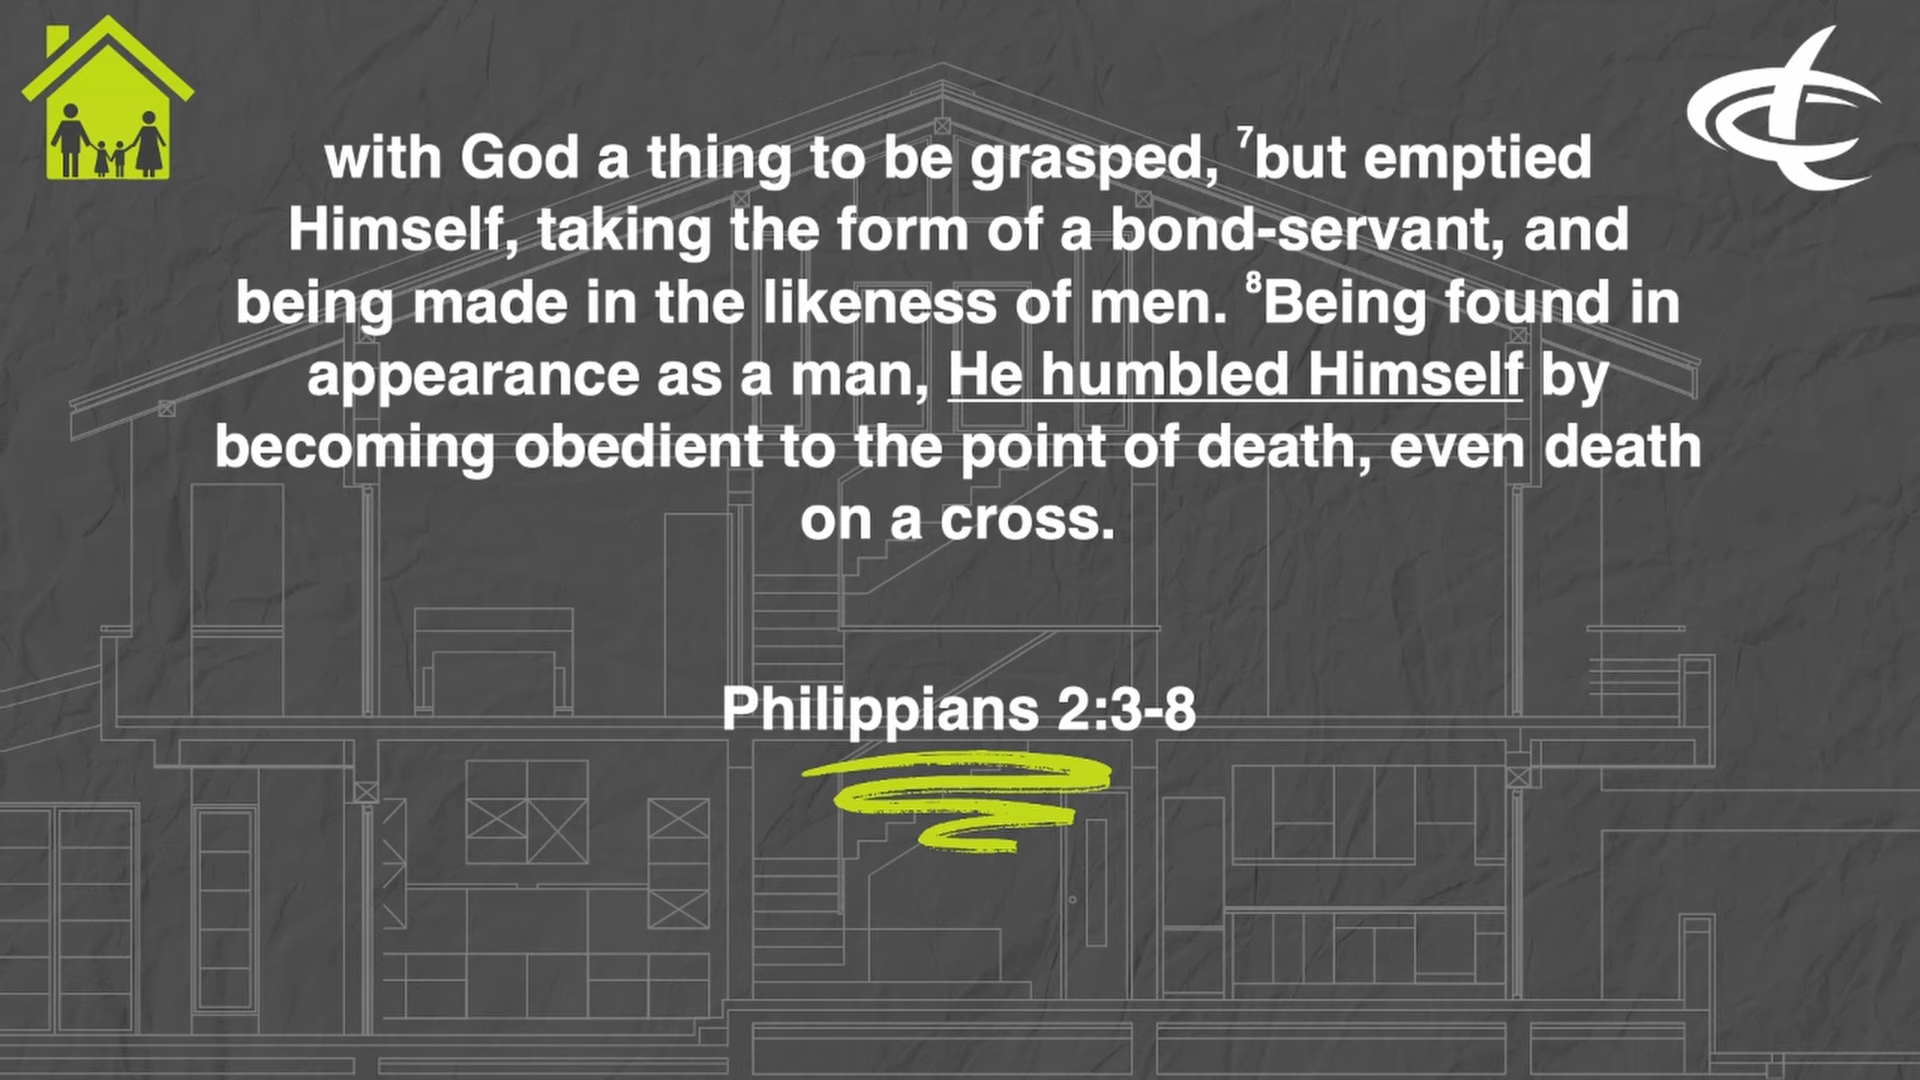 with God a thing to be grasped, ⁷but emptied
Himself, taking the form of a bond-servant, and
being made in the likeness of men. ⁸Being found in
appearance as a man, He humbled Himself by
becoming obedient to the point of death, even death
on a cross.
Philippians 2:3-8